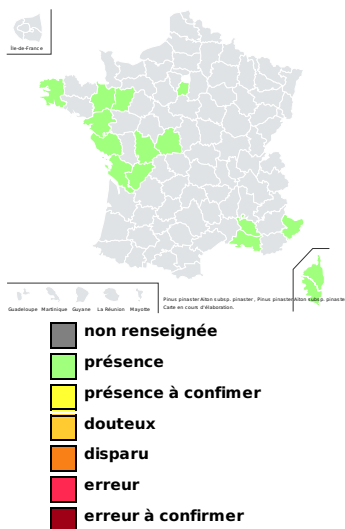 Île-de-France
Guadeloupe Martinique Guyane La Réunion Mayotte
Pinus pinaster Aiton subsp. pinaster, Pinus pinaster Aiton subsp. pinaste
Carte en cours d'élaboration.
non renseignée
présence
présence à confimer
douteux
disparu
erreur
erreur à confirmer